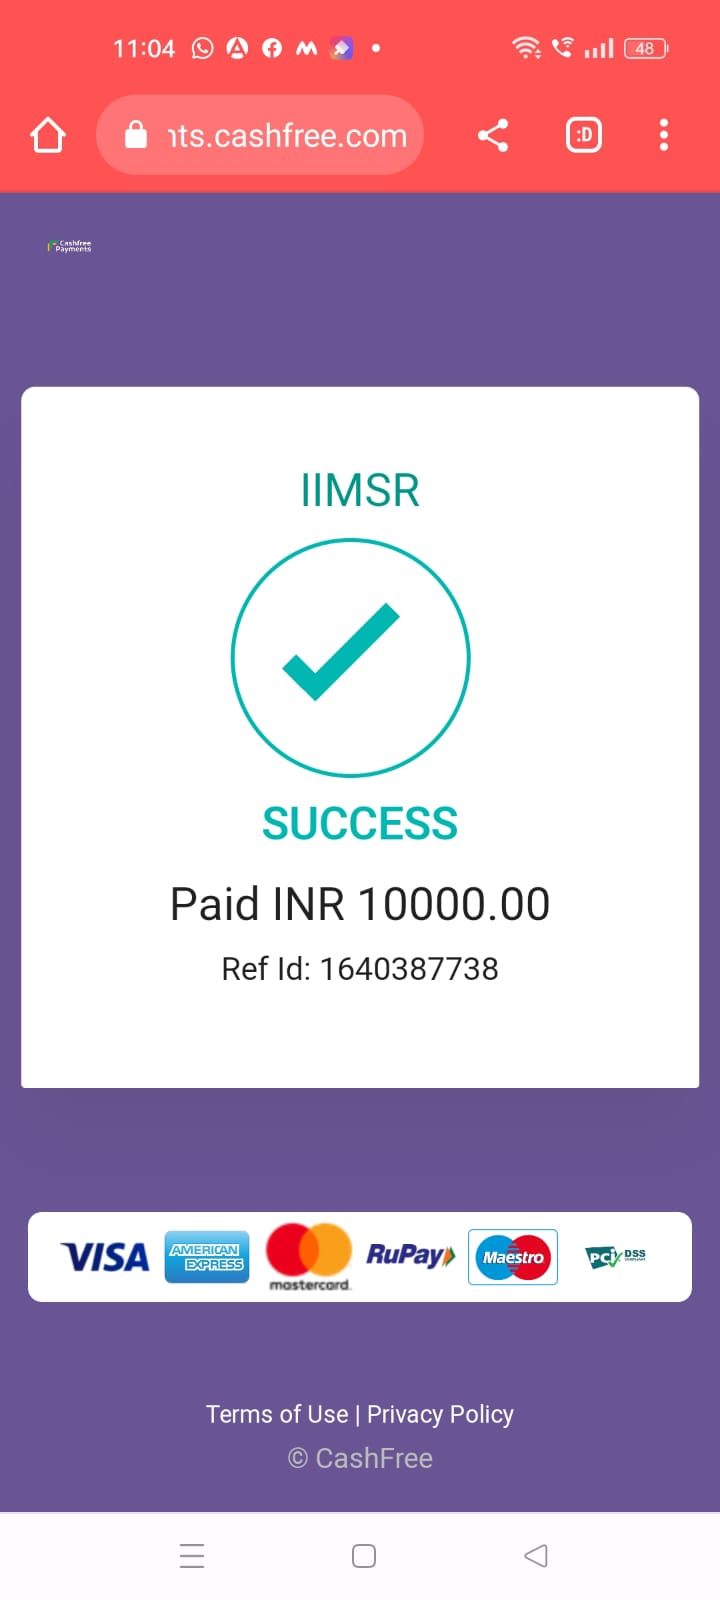 11:04
48
nts.cashfree.com
:D
Cashfree
Payments
IIMSR
SUCCESS
Paid INR 10000.00
Ref Id: 1640387738
VISA
AMERICAN
EXPRESS
mastercard.
RuPay
Maestro
PCI DSS
Terms of Use | Privacy Policy
© CashFree